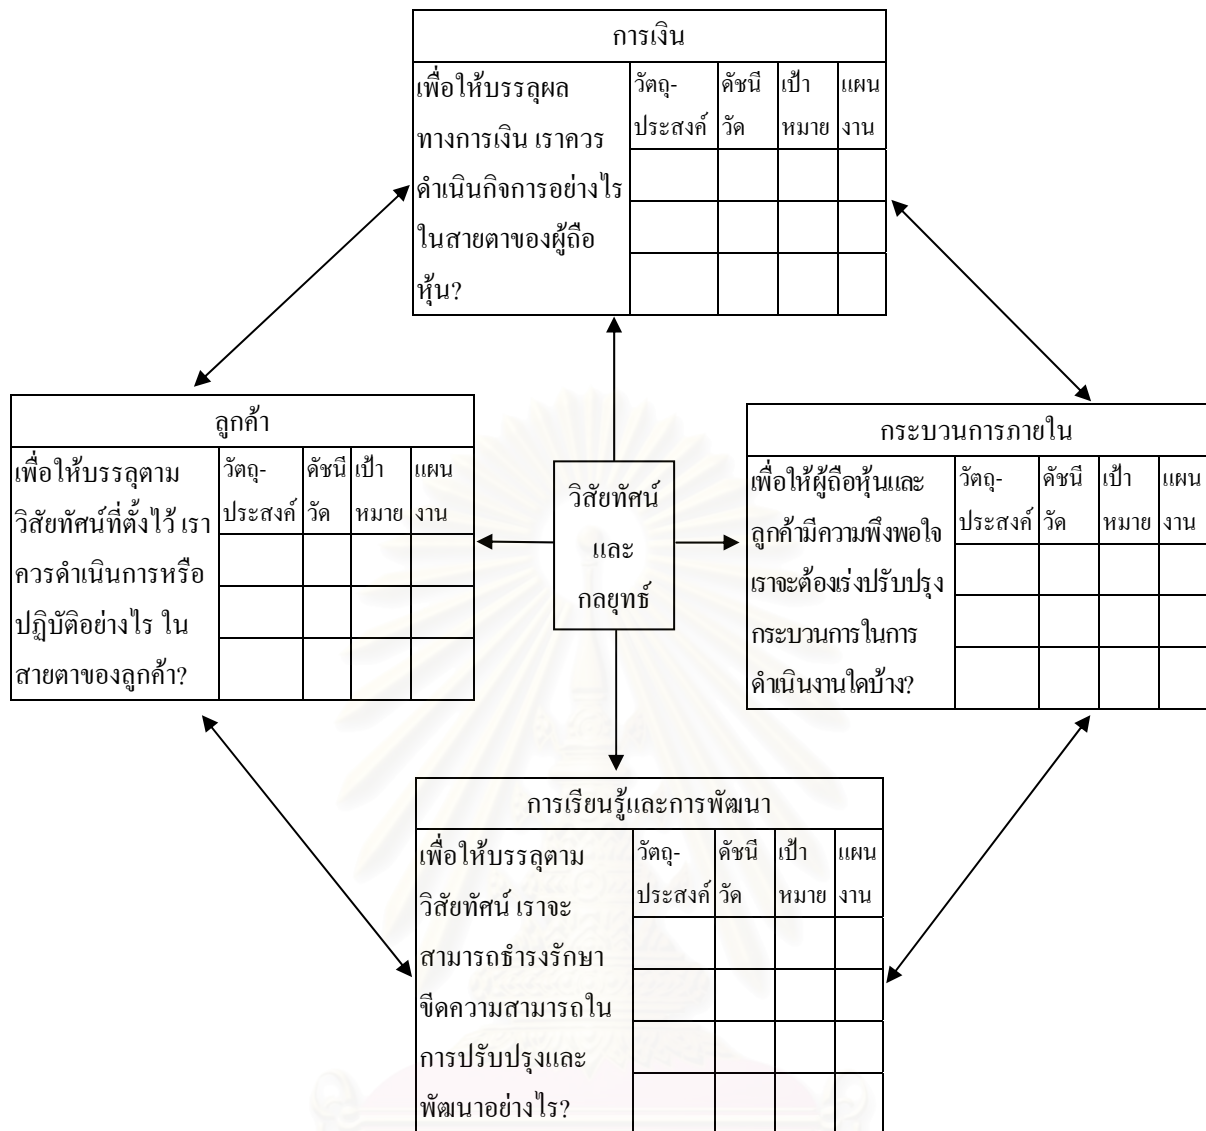 การเงิน
เพื่อให้บรรลุผล
ทางการเงิน เราควร
ดำเนินกิจการอย่างไร
ในสายตาของผู้ถือ
หุ้น?
วัตถุ- ดัชนี เป้า แผน
ประสงค์ วัด หมาย งาน
ลูกค้า
เพื่อให้บรรลุตาม
วิสัยทัศน์ที่ตั้งไว้ เรา
ควรดำเนินการหรือ
ปฏิบัติอย่างไร ใน
สายตาของลูกค้า?
วัตถุ- ดัชนี เป้า แผน
ประสงค์ วัด หมาย งาน
วิสัยทัศน์
และ
กลยุทธ์
กระบวนการภายใน
เพื่อให้ผู้ถือหุ้นและ
ลูกค้ามีความพึงพอใจ
เราจะต้องเร่งปรับปรุง
กระบวนการในการ
ดำเนินงานใดบ้าง?
วัตถุ- ดัชนี เป้า แผน
ประสงค์ วัด หมาย งาน
การเรียนรู้และการพัฒนา
เพื่อให้บรรลุตาม
วิสัยทัศน์ เราจะ
สามารถธำรงรักษา
ขีดความสามารถใน
การปรับปรุงและ
พัฒนาอย่างไร?
วัตถุ- ดัชนี เป้า แผน
ประสงค์ วัด หมาย งาน